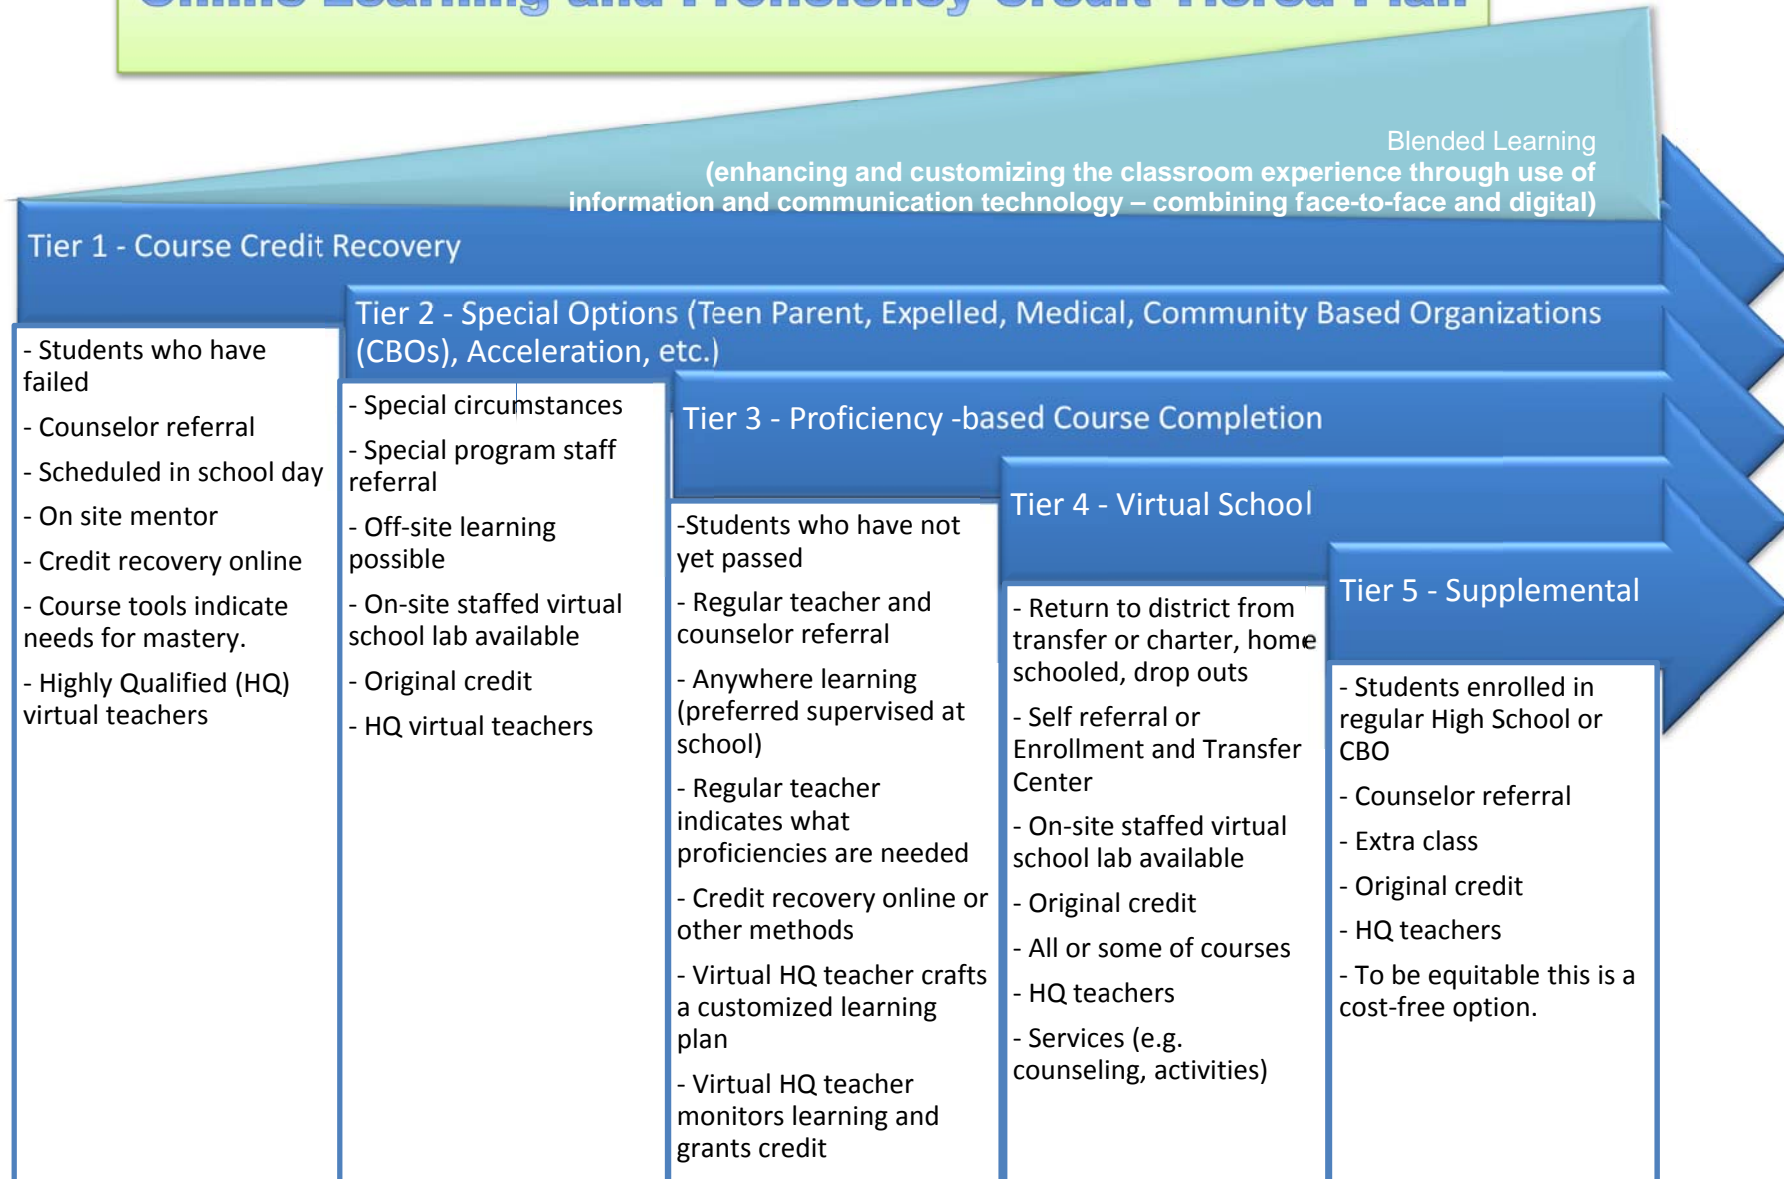 Online Learning and Proficiency Credit Tiered Plan
Blended Learning
(enhancing and customizing the classroom experience through use of
information and communication technology – combining face-to-face and digital)
Tier 1 - Course Credit Recovery
- Students who have
failed
- Counselor referral
- Scheduled in school day
- On site mentor
- Credit recovery online
- Course tools indicate
needs for mastery.
- Highly Qualified (HQ)
virtual teachers
Tier 2 - Special Options (Teen Parent, Expelled, Medical, Community Based Organizations
(CBOs), Acceleration, etc.)
- Special circumstances
- Special program staff
referral
- Off-site learning
possible
- On-site staffed virtual
school lab available
- Original credit
- HQ virtual teachers
Tier 3 - Proficiency -based Course Completion
-Students who have not
yet passed
- Regular teacher and
counselor referral
- Anywhere learning
(preferred supervised at
school)
- Regular teacher
indicates what
proficiencies are needed
- Credit recovery online or
other methods
- Virtual HQ teacher crafts
a customized learning
plan
- Virtual HQ teacher
monitors learning and
grants credit
Tier 4 - Virtual School
- Return to district from
transfer or charter, home
schooled, drop outs
- Self referral or
Enrollment and Transfer
Center
- On-site staffed virtual
school lab available
- Original credit
- All or some of courses
- HQ teachers
- Services (e.g.
counseling, activities)
Tier 5 - Supplemental
- Students enrolled in
regular High School or
CBO
- Counselor referral
- Extra class
- Original credit
- HQ teachers
- To be equitable this is a
cost-free option.